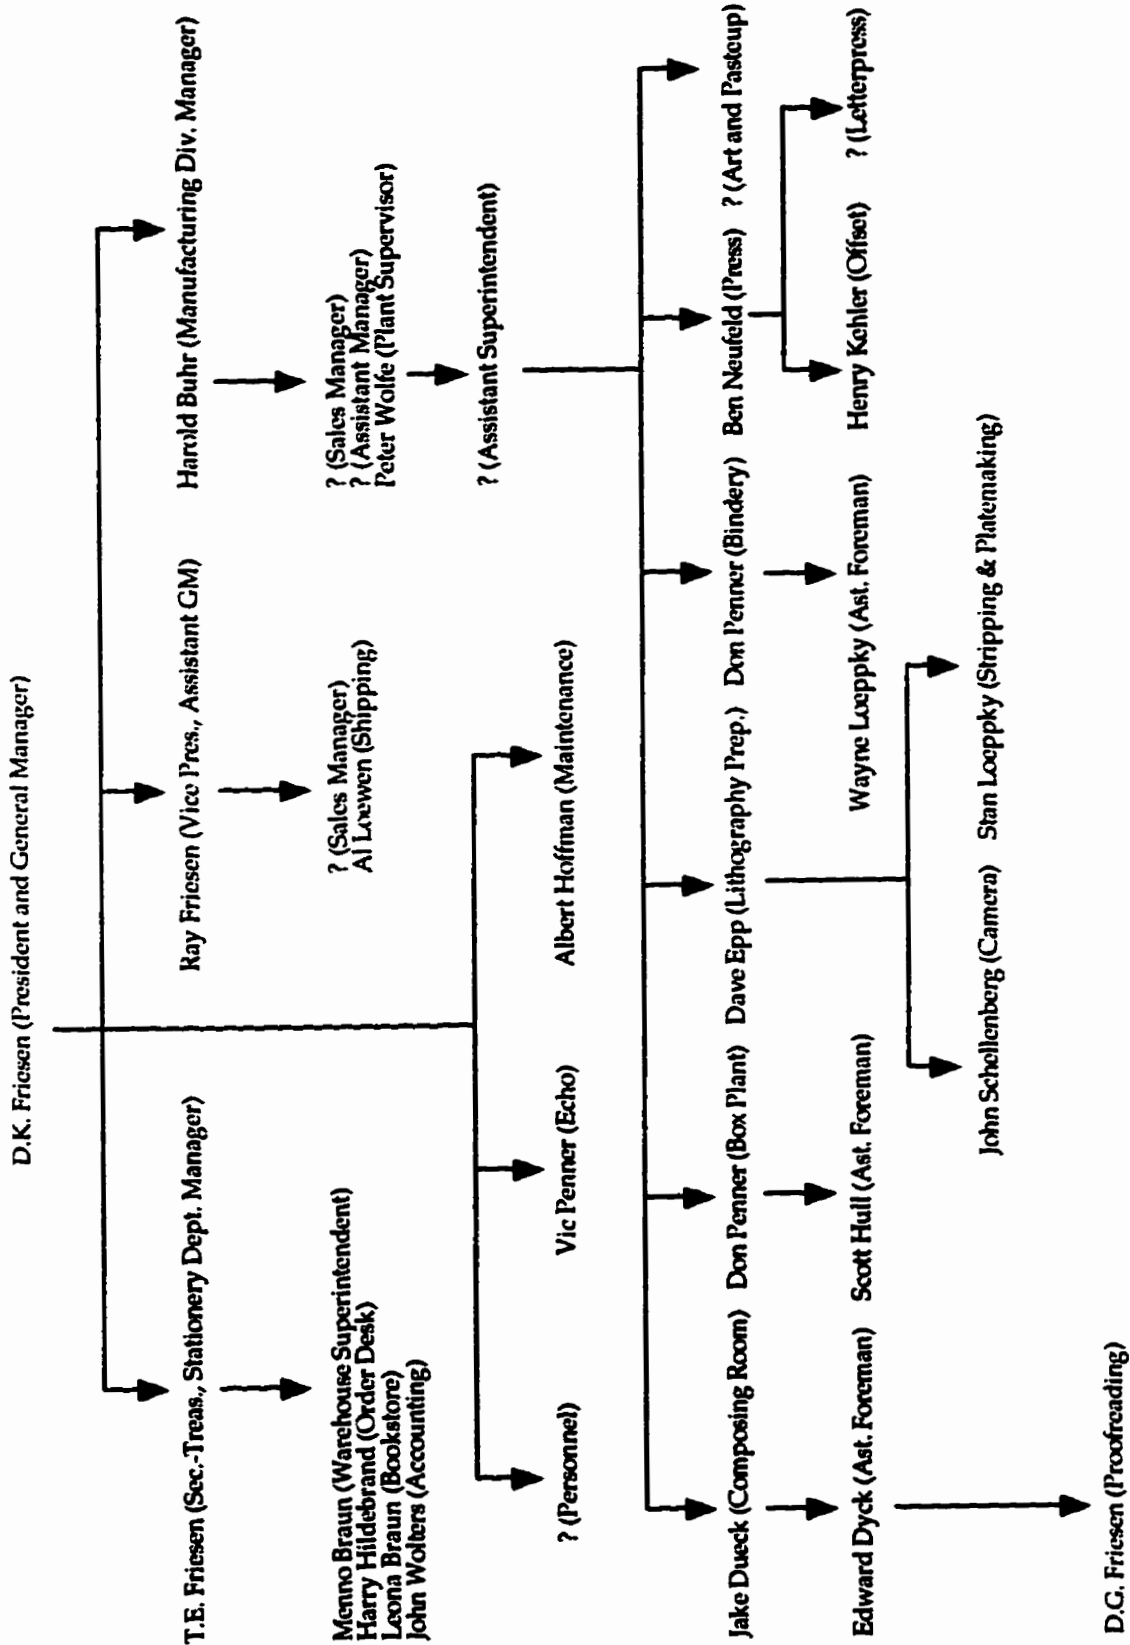 D.K. Friesen (President and General Manager)
T.E. Friesen (Sec.-Treas., Stationery Dept. Manager)
Ray Friesen (Vice Pres., Assistant GM)
Harold Buhr (Manufacturing Div. Manager)
Menno Braun (Warehouse Superintendent)
Harry Hildebrand (Order Desk)
Leona Braun (Bookstore)
John Wolters (Accounting)
? (Sales Manager)
Al Loewen (Shipping)
? (Sales Manager)
? (Assistant Manager)
Peter Wolfe (Plant Supervisor)
? (Assistant Superintendent)
? (Personnel)
Vic Penner (Echo)
Albert Hoffman (Maintenance)
Jake Dueck (Composing Room)
Don Penner (Box Plant)
Dave Epp (Lithography Prep.)
Don Penner (Bindery)
Ben Neufeld (Press)
? (Art and Pasteup)
Edward Dyck (Ast. Foreman)
Scott Hull (Ast. Foreman)
Wayne Loeppky (Ast. Foreman)
Henry Kehler (Offset)
? (Letterpress)
John Schellenberg (Camera)
Stan Loeppky (Stripping & Platemaking)
D.G. Friesen (Proofreading)